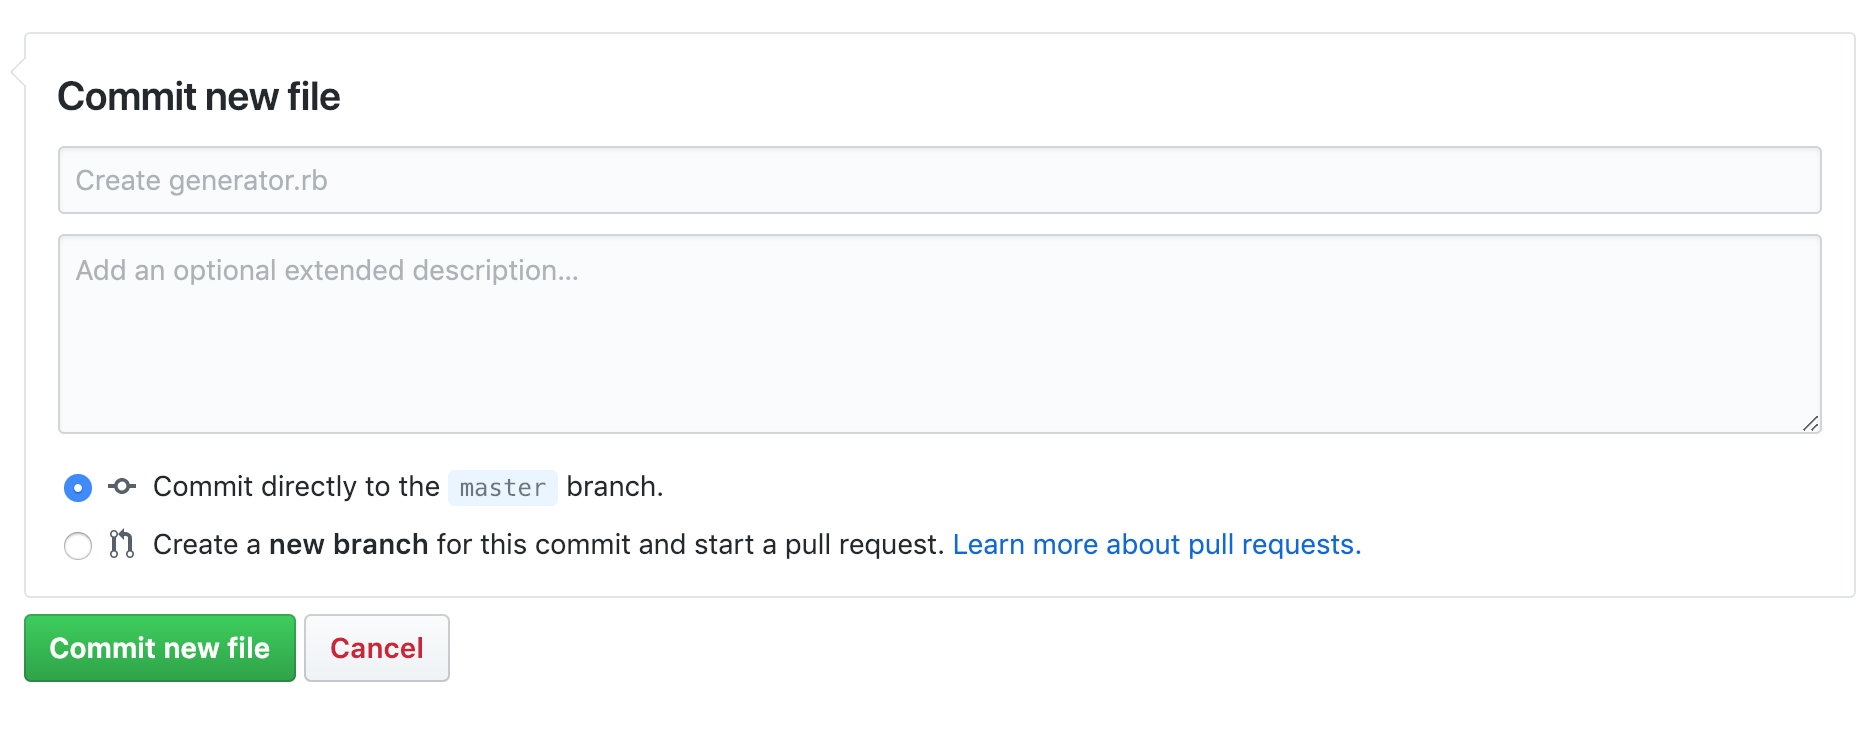 Commit new file
Create generator.rb
Add an optional extended description...
Commit directly to the master branch.
Create a new branch for this commit and start a pull request. Learn more about pull requests.
Commit new file Cancel